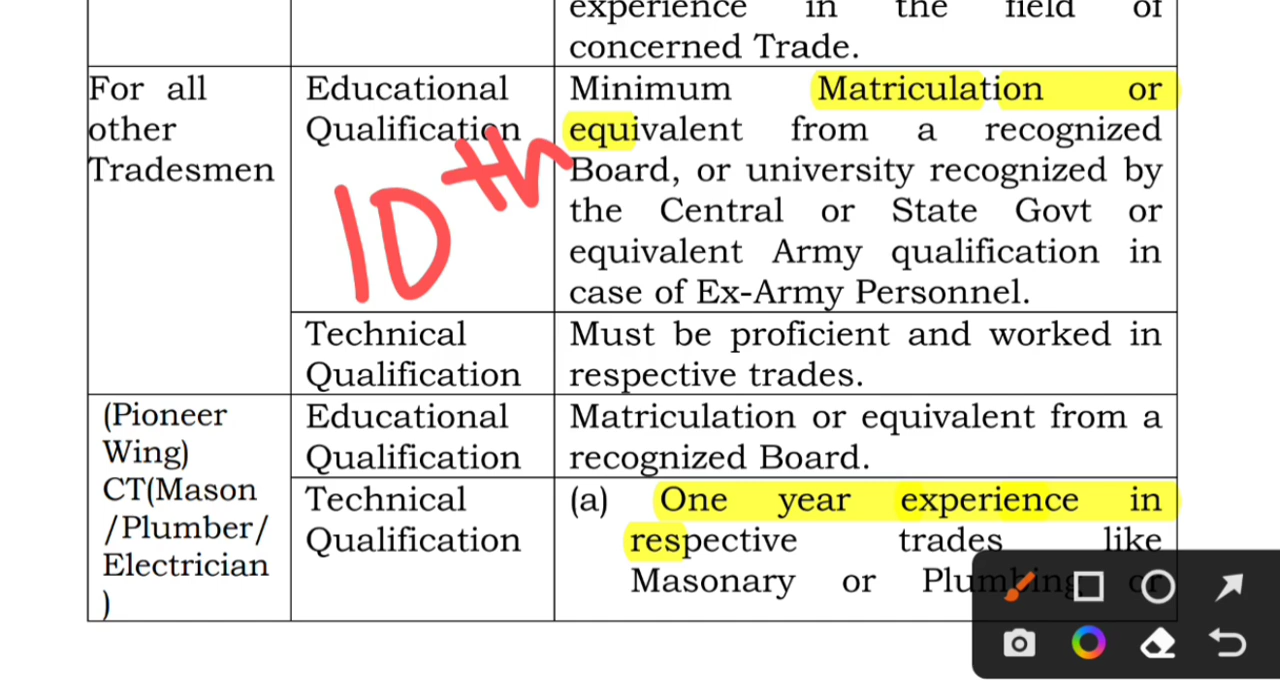 experience in the field of
concerned Trade.
For all
other
Tradesmen
Educational
Qualification
10th
Minimum Matriculation or
equivalent from a recognized
Board, or university recognized by
the Central or State Govt or
equivalent Army qualification in
case of Ex-Army Personnel.
Technical
Qualification
Must be proficient and worked in
respective trades.
(Pioneer
Wing)
CT(Mason
/Plumber/
Electrician
)
Educational
Qualification
Matriculation or equivalent from a
recognized Board.
Technical
Qualification
(a) One year experience in
respective trades like
Masonary or Plumbing or